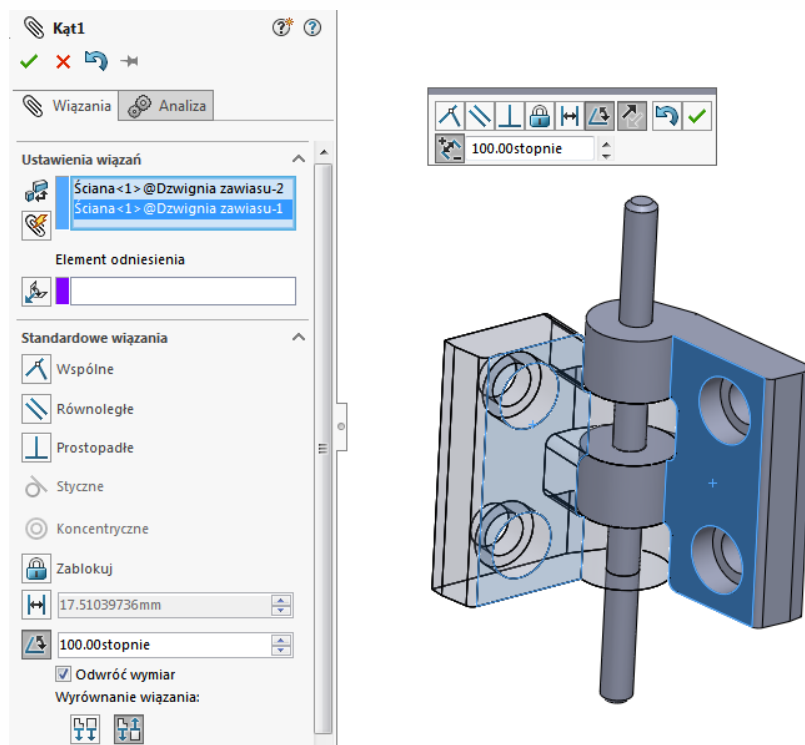 Kąt1
Wiązania
Analiza
Ustawienia wiązań
Ściana<1>@Dzwignia zawiasu-2
Ściana<1>@Dzwignia zawiasu-1
Element odniesienia
Standardowe wiązania
Wspólne
Równoległe
Prostopadłe
Styczne
Koncentryczne
Zablokuj
17.51039736mm
100.00stopnie
Odwróć wymiar
Wyrównanie wiązania:
100.00stopnie